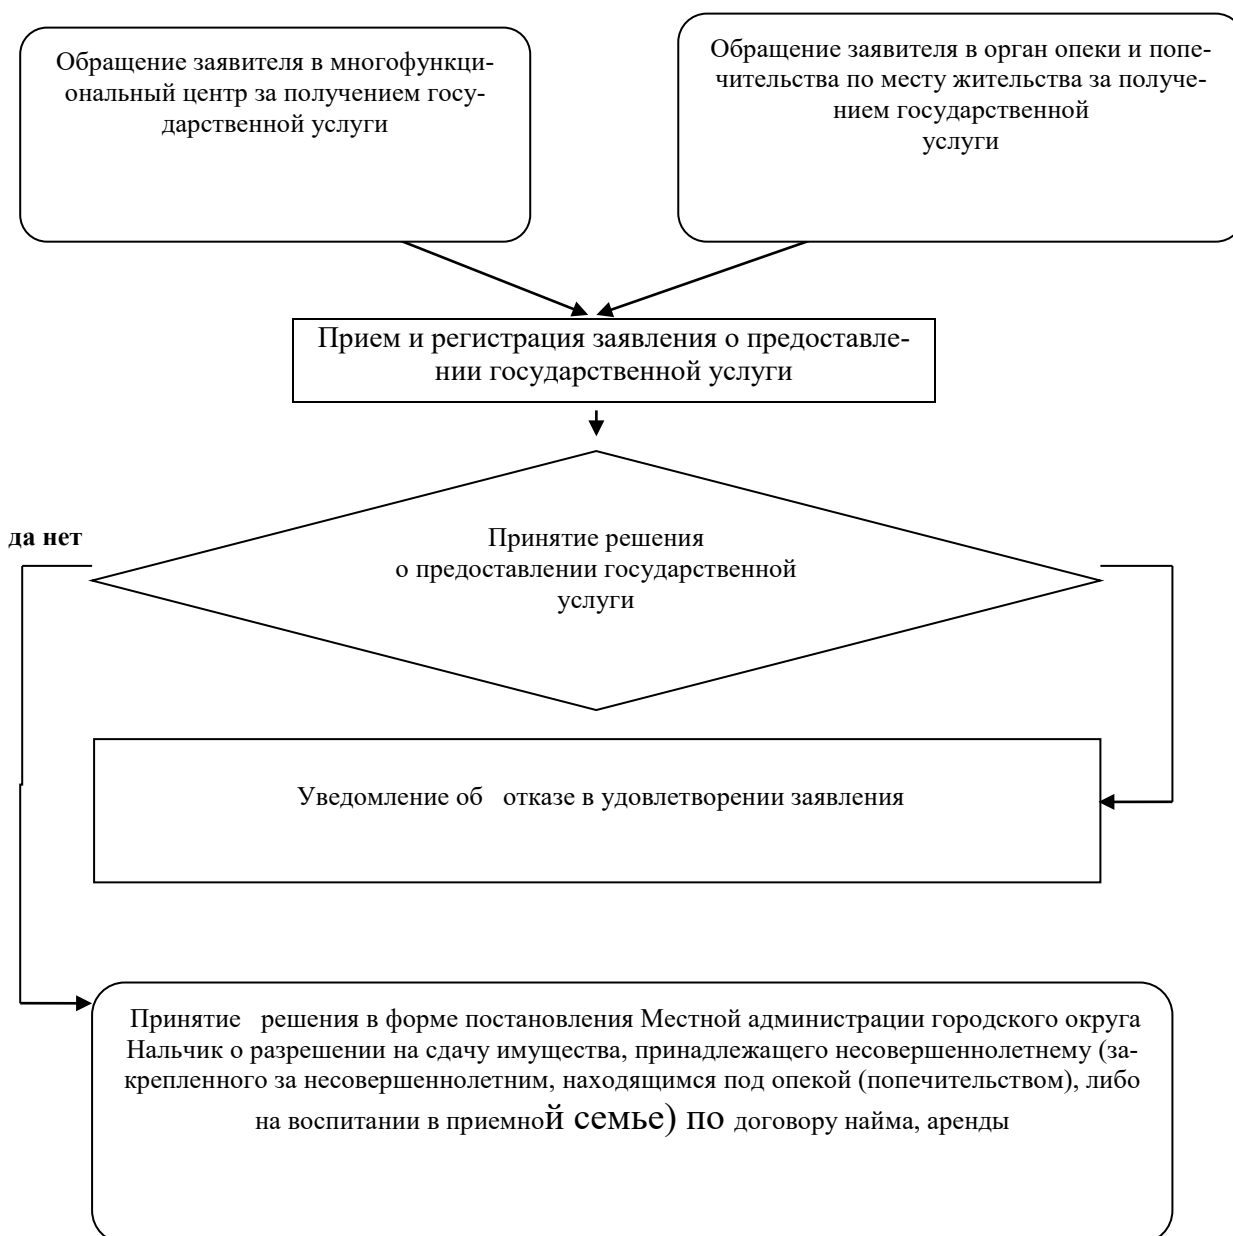 Обращение заявителя в многофункци-
ональный центр за получением госу-
дарственной услуги
Обращение заявителя в орган опеки и попе-
чительства по месту жительства за получе-
нием государственной
услуги
Прием и регистрация заявления о предоставле-
нии государственной услуги
да нет
Принятие решения
о предоставлении государственной
услуги
Уведомление об отказе в удовлетворении заявления
Принятие решения в форме постановления Местной администрации городского округа
Нальчик о разрешении на сдачу имущества, принадлежащего несовершеннолетнему (за-
крепленного за несовершеннолетним, находящимся под опекой (попечительством), либо
на воспитании в приемной семье) по договору найма, аренды